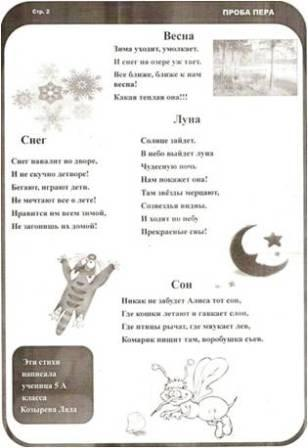 Стр. 2
ПРОБА ПЕРА
Весна
Зима уходит, умолкает.
И снег на озере уж тает.
Все ближе, ближе к нам
весна!
Какая теплая она!!!
Луна
Солнце зайдет.
В небо выйдет луна
Чудесную ночь
Нам покажет она!
Там звёзды мерцают,
Созвездья видны.
И ходят по небу
Прекрасные сны!
Снег
Снег навалит во дворе,
И не скучно детворе!
Бегают, играют дети.
Не мечтают все о лете!
Нравится им всем зимой,
Не загонишь их домой!
Сон
Никак не забудет Алиса тот сон,
Где кошки летают и гавкает слон,
Где птицы рычат, где мяукает лев,
Комарик пищит там, воробушка съев.
Эти стихи
написала
ученица 5 А
класса
Козырева Лада